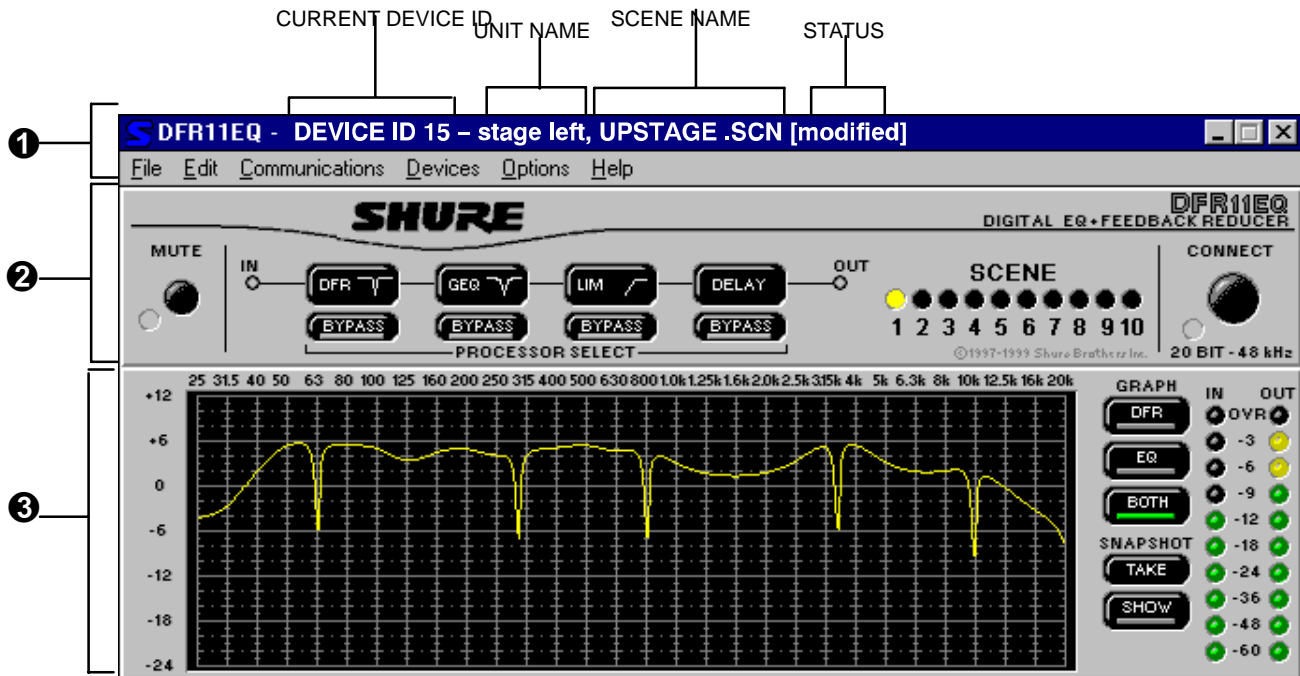 CURRENT DEVICE ID
UNIT NAME
SCENE NAME
STATUS
1
S DFR11EQ - DEVICE ID 15 – stage left, UPSTAGE .SCN [modified]
File Edit Communications Devices Options Help
2
SHURE
DFR11EQ
DIGITAL EQ+FEEDBACK REDUCER
MUTE
IN
DFR
GEQ
LIM
DELAY
OUT
BYPASS
BYPASS
BYPASS
BYPASS
PROCESSOR SELECT
SCENE
1 2 3 4 5 6 7 8 9 10
©1997-1999 Shure Brothers Inc.
CONNECT
20 BIT - 48 kHz
3
25 31.5 40 50 63 80 100 125 160 200 250 315 400 500 630 800 1.0k 1.25k 1.6k 2.0k 2.5k 3.15k 4k 5k 6.3k 8k 10k 12.5k 16k 20k
+12
+6
0
-6
-12
-18
-24
GRAPH
DFR
EQ
BOTH
SNAPSHOT
TAKE
SHOW
IN OUT
OVR
-3
-6
-9
-12
-18
-24
-36
-48
-60